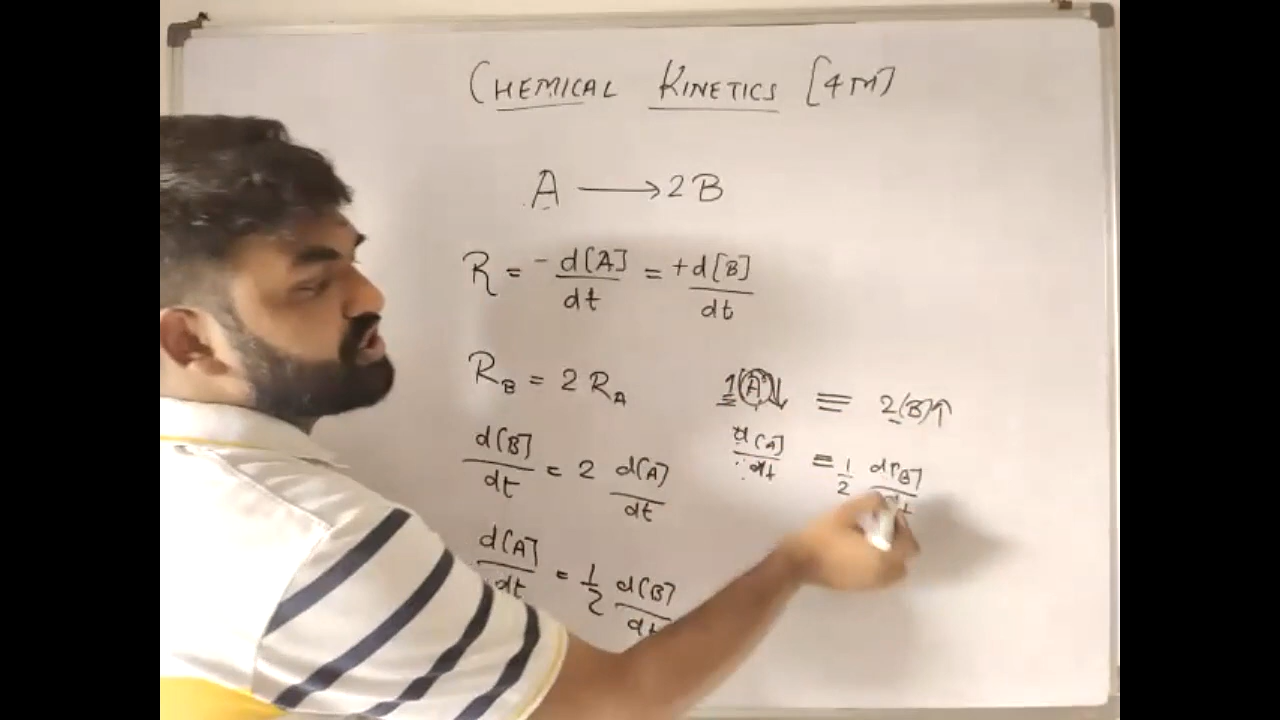 CHEMICAL KINETICS [4M]
A ⟶ 2B
R = -d[A]/dt = +d[B]/dt
R_B = 2 R_A
1(A)↓ ≡ 2(B)↑
d[B]/dt = 2 d[A]/dt
d[A]/dt = 1/2 d[B]/dt
d[A]/dt = 1/2 d[B]/dt